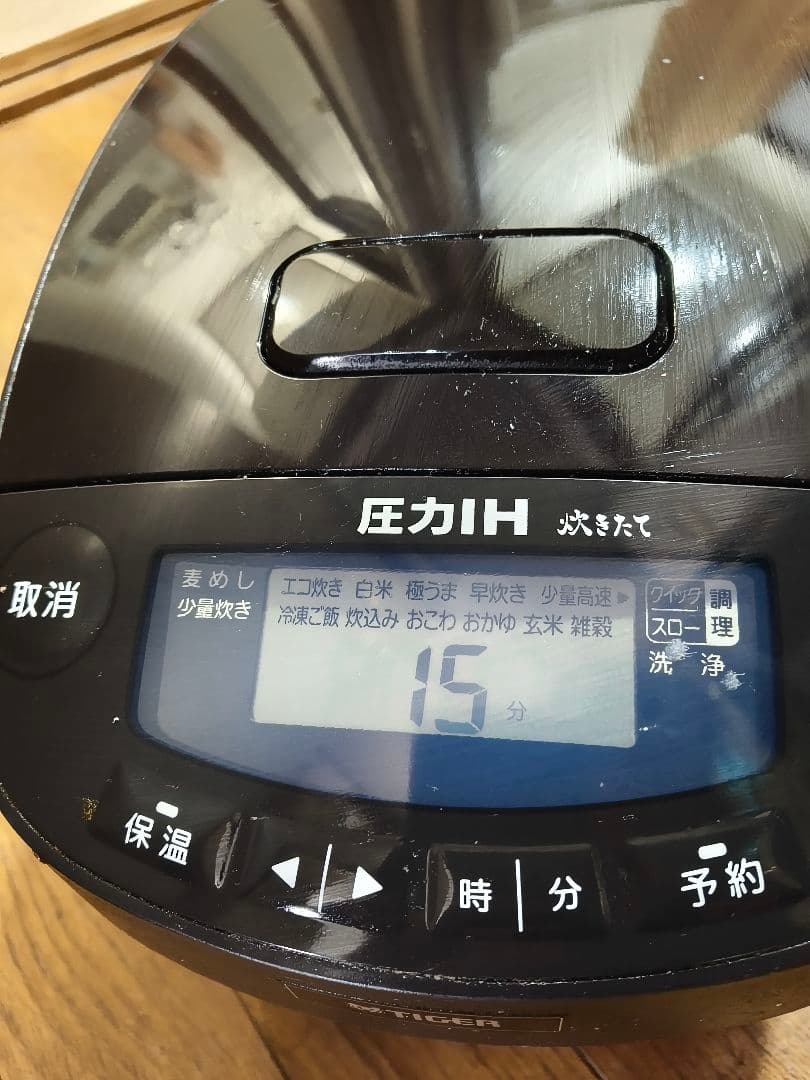 圧力IH 炊きたて
取消
麦めし
少量炊き
エコ炊き 白米 極うま 早炊き 少量高速▶
冷凍ご飯 炊込み おこわ おかゆ 玄米 雑穀
クイック
スロー
調理
洗浄
15分
保温
◀ ▶
時 分
予約
TIGER